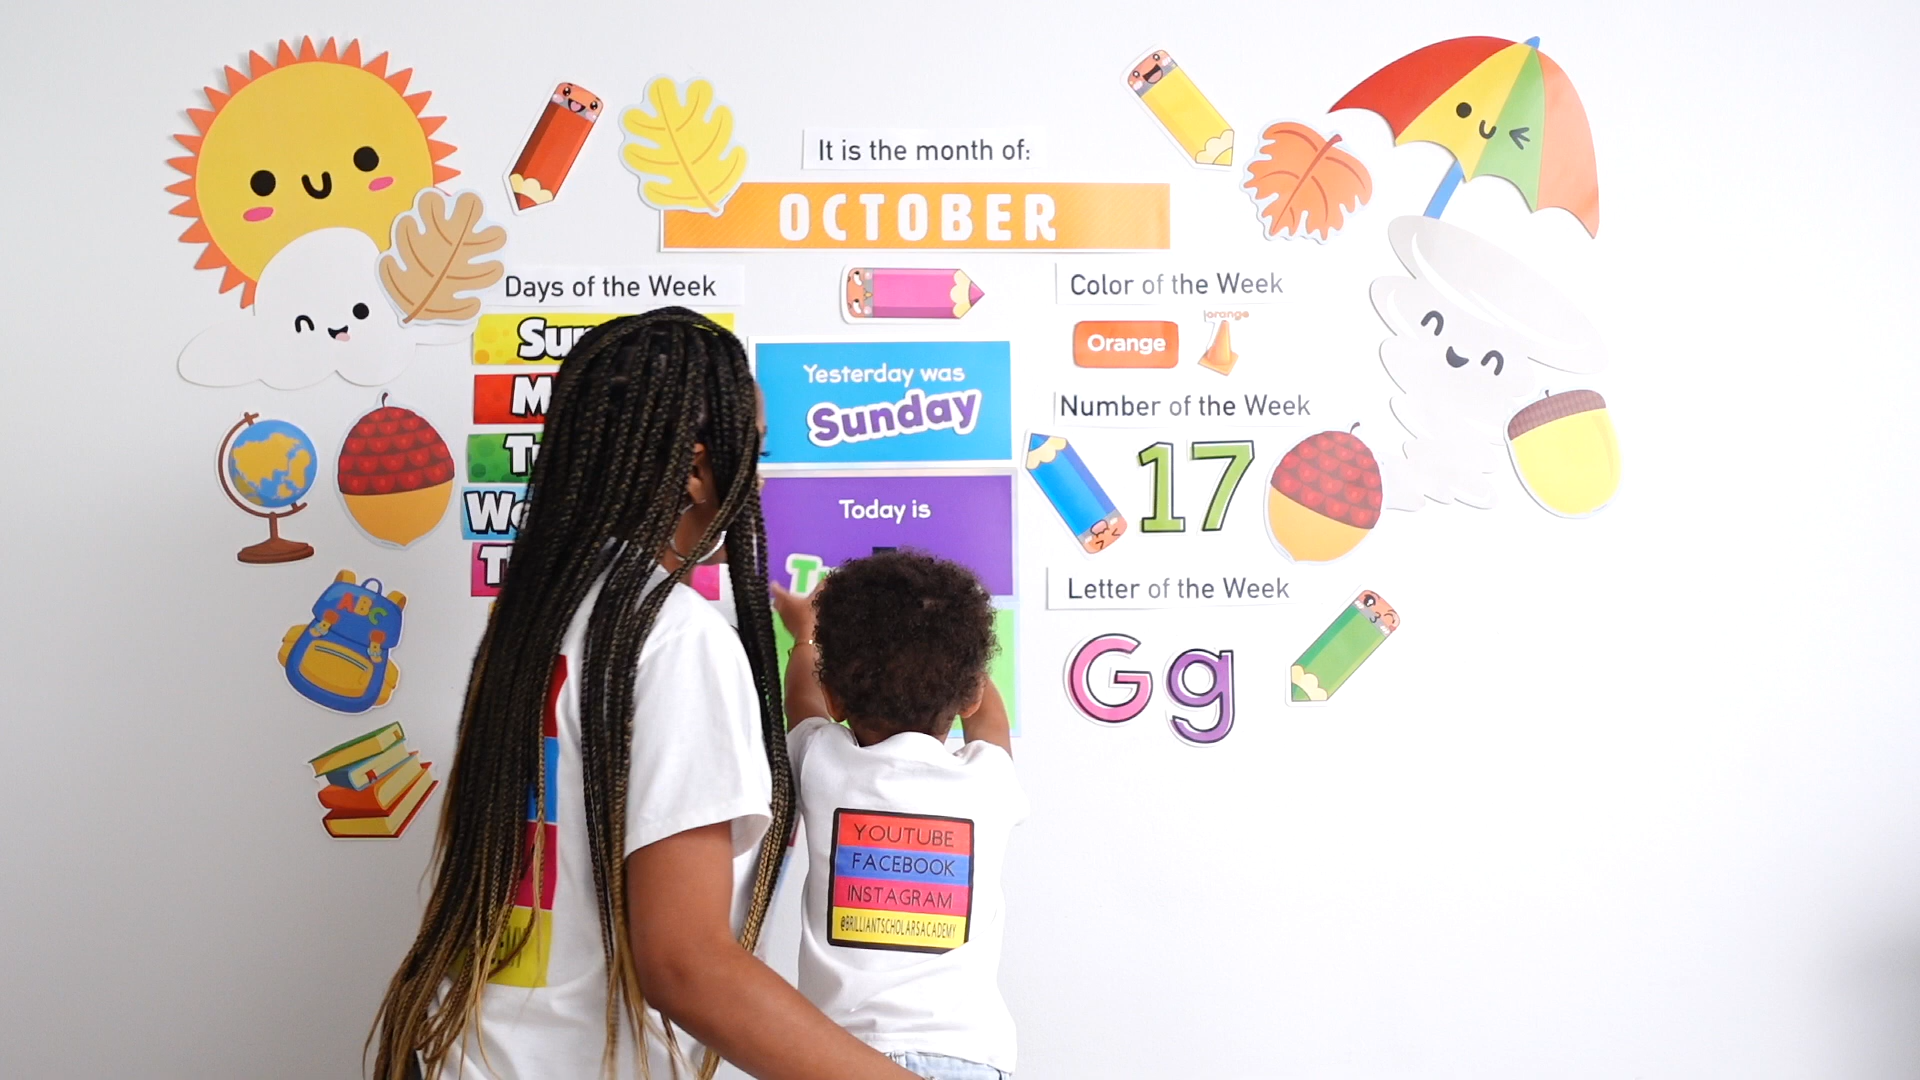 It is the month of:
OCTOBER
Days of the Week
Color of the Week
orange
Orange
Yesterday was
Sunday
Number of the Week
17
Today is
Letter of the Week
ABC
Gg
YOUTUBE
FACEBOOK
INSTAGRAM
@BRILLIANTSCHOLARSACADEMY